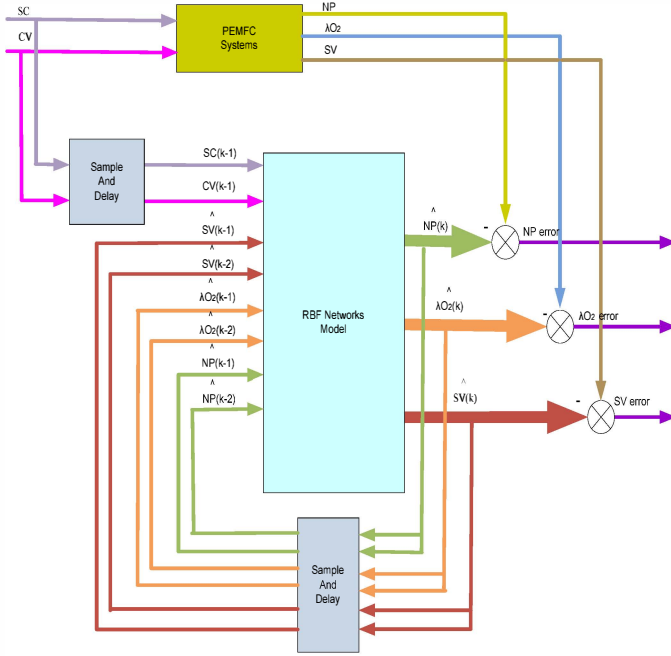 SC
NP
PEMFC
Systems
λO2
CV
SV
Sample
And
Delay
SC(k-1)
CV(k-1)
^
SV(k-1)
^
SV(k-2)
^
λO2(k-1)
^
λO2(k-2)
^
NP(k-1)
^
NP(k-2)
RBF Networks
Model
^
NP(k)
-
NP error
^
λO2(k)
-
λO2 error
^
SV(k)
-
SV error
Sample
And
Delay